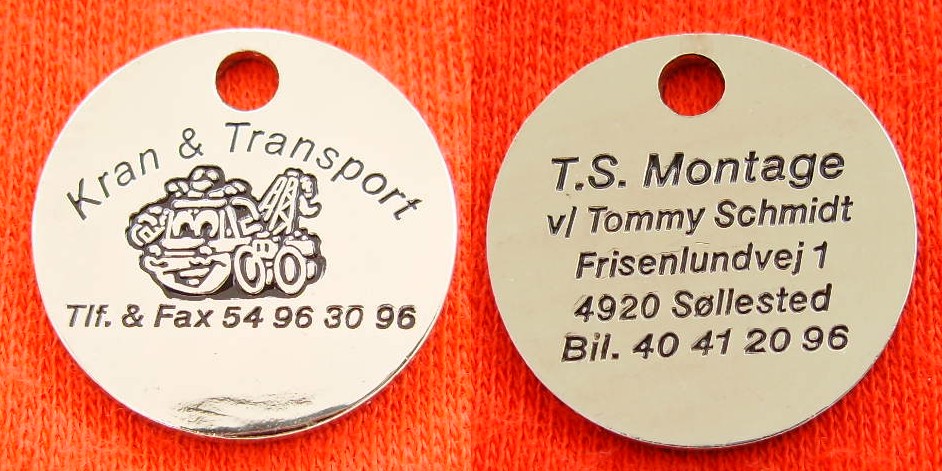 Kran & Transport
Tlf. & Fax 54 96 30 96
T.S. Montage
v/ Tommy Schmidt
Frisenlundvej 1
4920 Søllested
Bil. 40 41 20 96